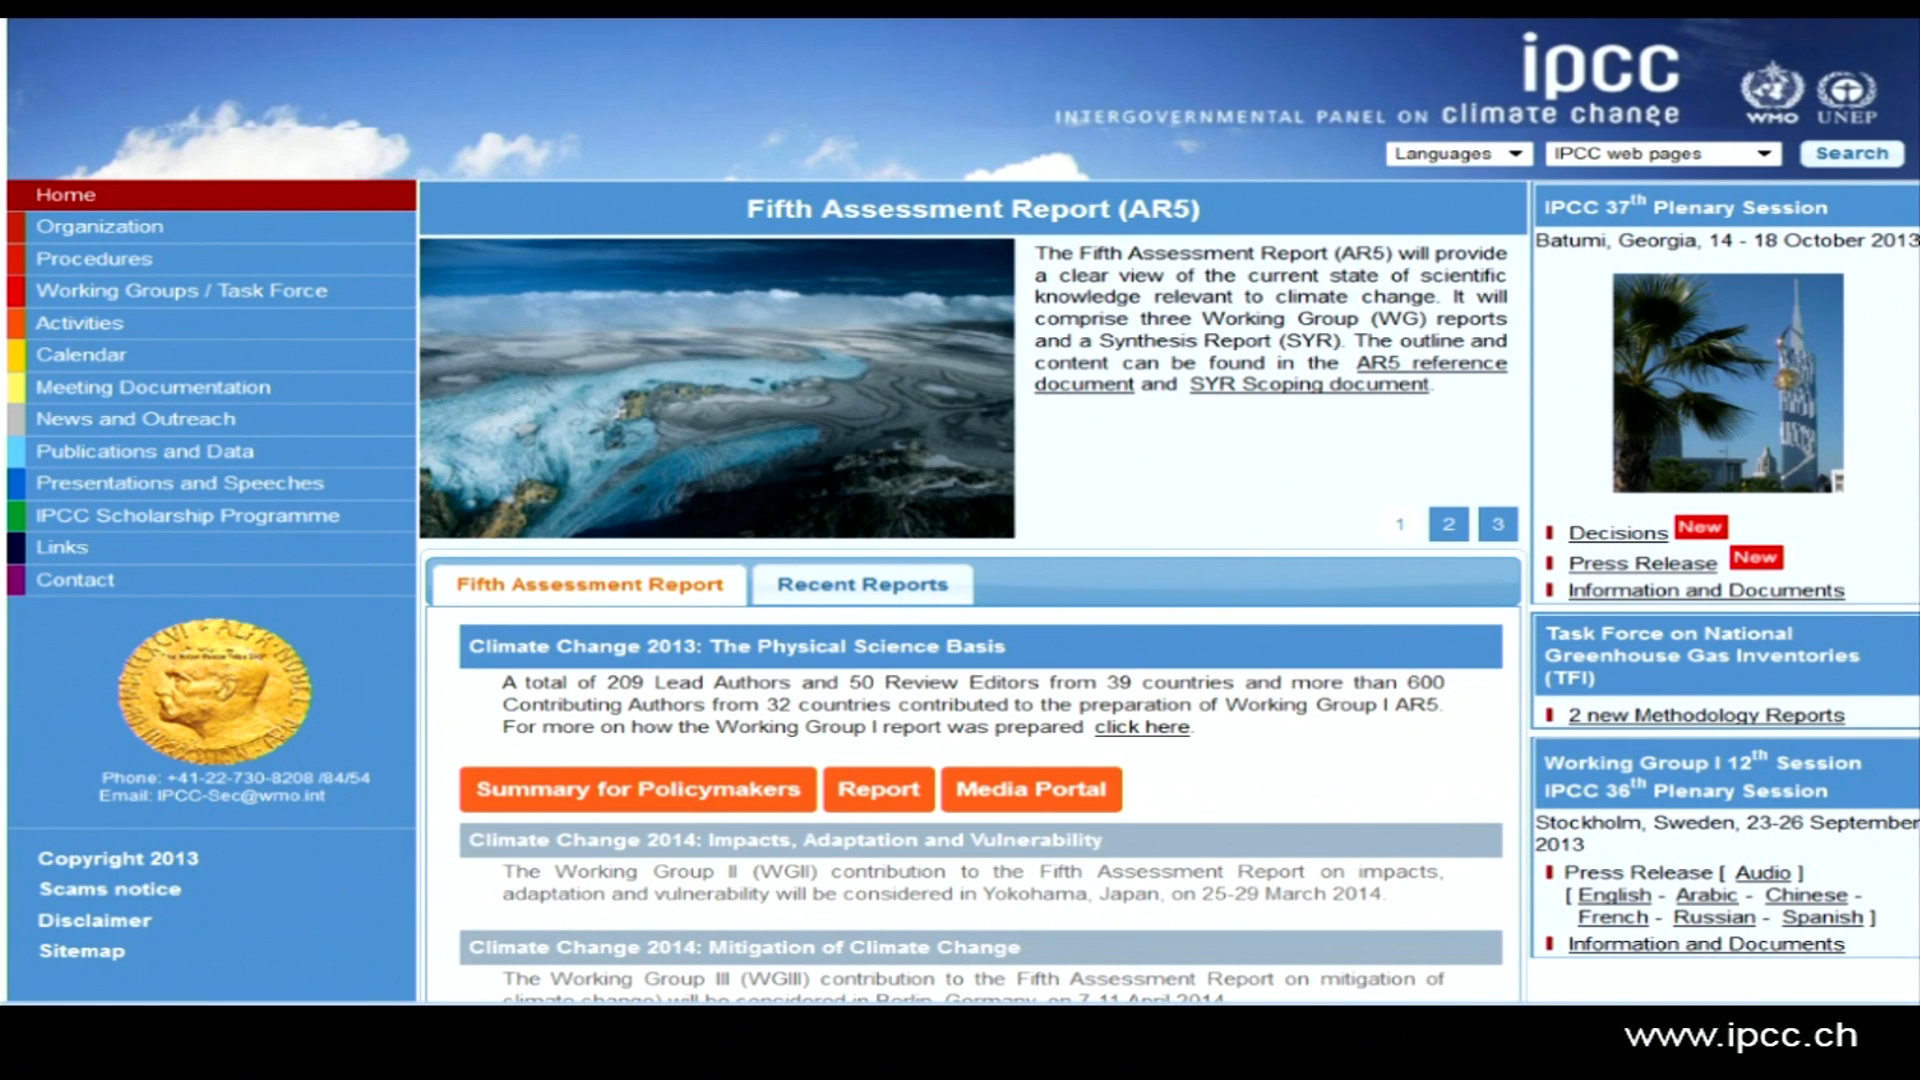 ipcc
INTERGOVERNMENTAL PANEL ON climate change
WMO UNEP
Languages
IPCC web pages
Search
Home
Organization
Procedures
Working Groups / Task Force
Activities
Calendar
Meeting Documentation
News and Outreach
Publications and Data
Presentations and Speeches
IPCC Scholarship Programme
Links
Contact
Phone: +41-22-730-8208 /84/54
Email: IPCC-Sec@wmo.int
Copyright 2013
Scams notice
Disclaimer
Sitemap
Fifth Assessment Report (AR5)
The Fifth Assessment Report (AR5) will provide
a clear view of the current state of scientific
knowledge relevant to climate change. It will
comprise three Working Group (WG) reports
and a Synthesis Report (SYR). The outline and
content can be found in the AR5 reference
document and SYR Scoping document.
1 2 3
Fifth Assessment Report
Recent Reports
Climate Change 2013: The Physical Science Basis
A total of 209 Lead Authors and 50 Review Editors from 39 countries and more than 600
Contributing Authors from 32 countries contributed to the preparation of Working Group I AR5.
For more on how the Working Group I report was prepared click here.
Summary for Policymakers
Report
Media Portal
Climate Change 2014: Impacts, Adaptation and Vulnerability
The Working Group II (WGII) contribution to the Fifth Assessment Report on impacts,
adaptation and vulnerability will be considered in Yokohama, Japan, on 25-29 March 2014.
Climate Change 2014: Mitigation of Climate Change
The Working Group III (WGIII) contribution to the Fifth Assessment Report on mitigation of
climate change) will be considered in Berlin, Germany, on 7-11 April 2014.
IPCC 37th Plenary Session
Batumi, Georgia, 14 - 18 October 2013
Decisions New
Press Release New
Information and Documents
Task Force on National
Greenhouse Gas Inventories
(TFI)
2 new Methodology Reports
Working Group I 12th Session
IPCC 36th Plenary Session
Stockholm, Sweden, 23-26 September
2013
Press Release [ Audio ]
[ English - Arabic - Chinese -
French - Russian - Spanish ]
Information and Documents
www.ipcc.ch